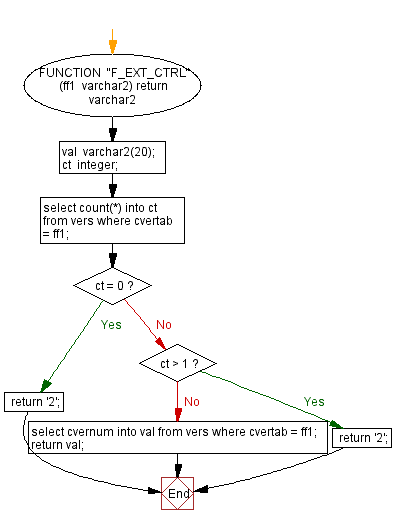 FUNCTION "F_EXT_CTRL"
(ff1 varchar2) return
varchar2
val varchar2(20);
ct integer;
select count(*) into ct
from vers where cvertab
= ff1;
ct = 0 ?
Yes
No
ct > 1 ?
No
Yes
return '2';
select cvernum into val from vers where cvertab = ff1;
return val;
return '2';
End